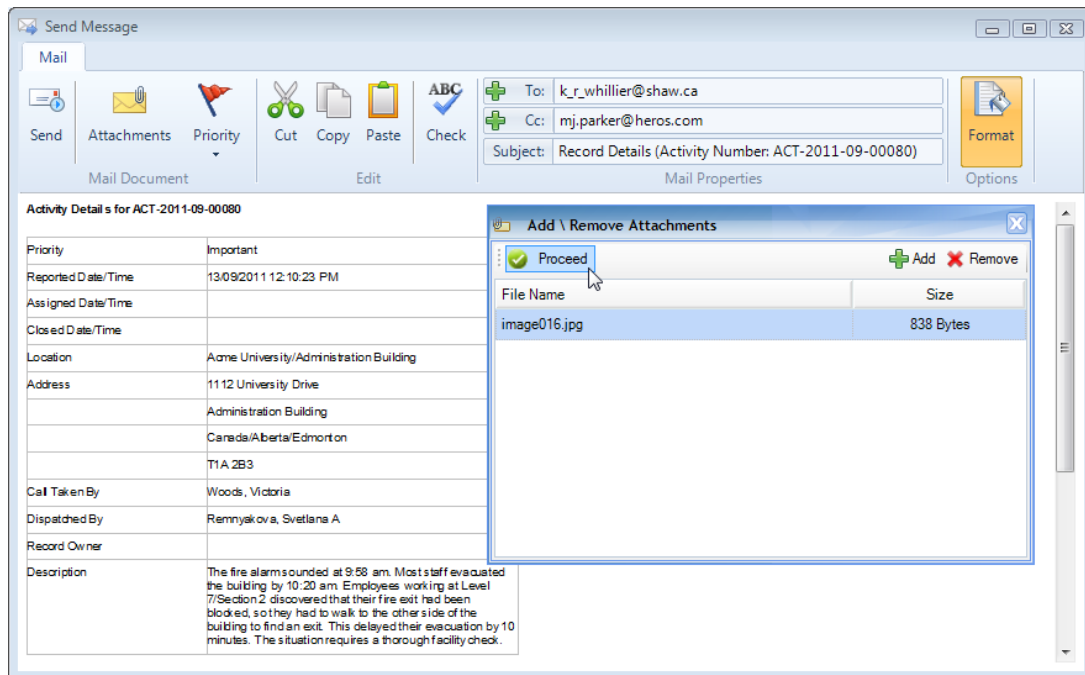 Send Message
Mail
Send
Attachments
Priority
Cut
Copy
Paste
ABC
Check
To: k_r_whillier@shaw.ca
Cc: mj.parker@heros.com
Subject: Record Details (Activity Number: ACT-2011-09-00080)
Format
Mail Document
Edit
Mail Properties
Options
Activity Details for ACT-2011-09-00080
Priority Important
Reported Date/Time 13/09/2011 12:10:23 PM
Assigned Date/Time
Closed Date/Time
Location Acme University/Administration Building
Address 1112 University Drive
Administration Building
Canada/Alberta/Edmonton
T1A 2B3
Call Taken By Woods, Victoria
Dispatched By Remnyakova, Svetlana A
Record Owner
Description The fire alarm sounded at 9:58 am. Most staff evacuated
the building by 10:20 am. Employees working at Level
7/Section 2 discovered that their fire exit had been
blocked, so they had to walk to the other side of the
building to find an exit. This delayed their evacuation by 10
minutes. The situation requires a thorough facility check.
Add \ Remove Attachments
Proceed
Add
Remove
File Name Size
image016.jpg 838 Bytes